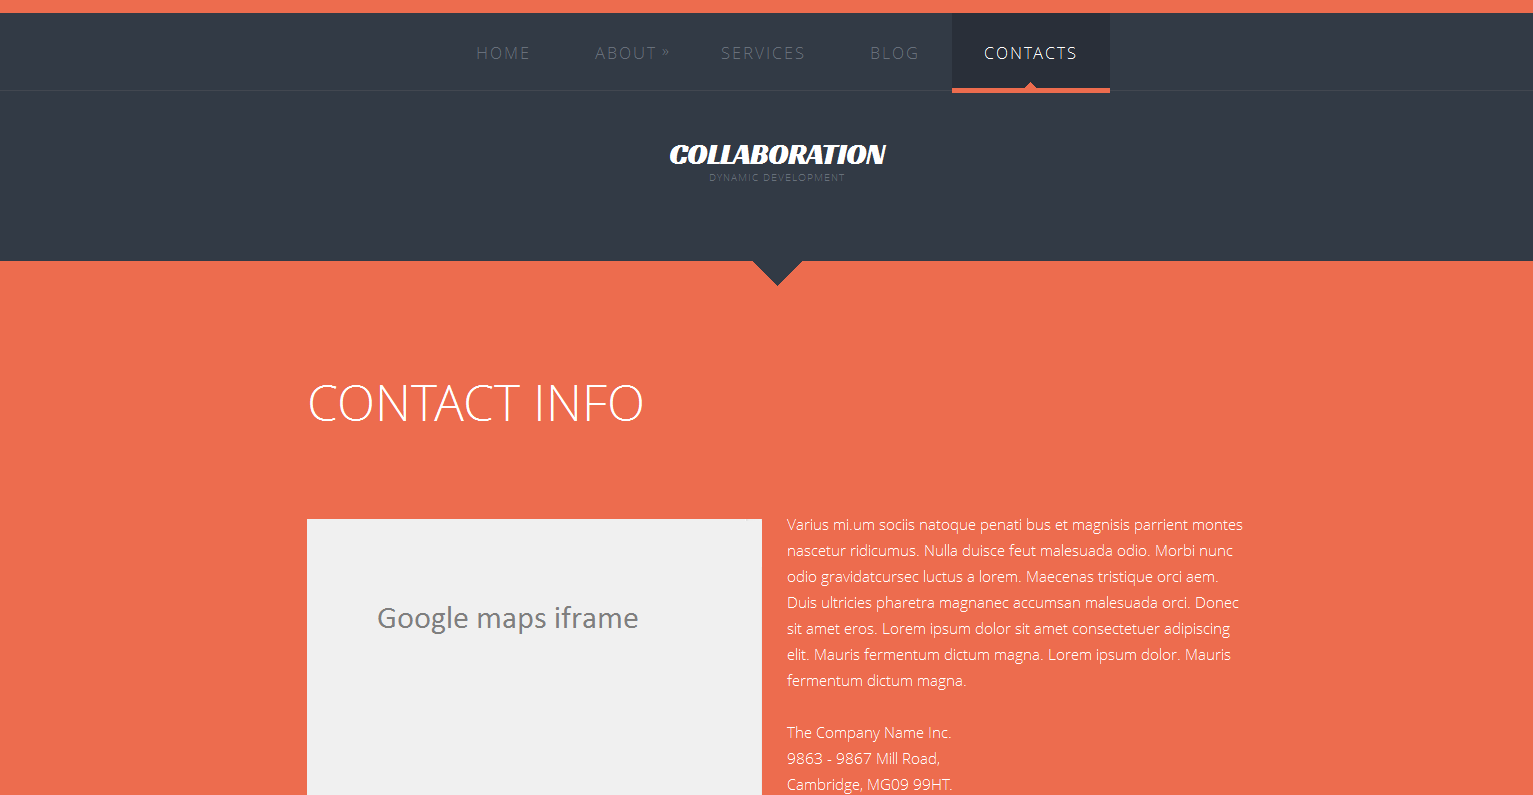 HOME ABOUT » SERVICES BLOG CONTACTS
COLLABORATION
DYNAMIC DEVELOPMENT
CONTACT INFO
Google maps iframe
Varius mi.um sociis natoque penati bus et magnisis parrient montes
nascetur ridicumus. Nulla duisce feut malesuada odio. Morbi nunc
odio gravidatcursec luctus a lorem. Maecenas tristique orci aem.
Duis ultricies pharetra magnanec accumsan malesuada orci. Donec
sit amet eros. Lorem ipsum dolor sit amet consectetuer adipiscing
elit. Mauris fermentum dictum magna. Lorem ipsum dolor. Mauris
fermentum dictum magna.
The Company Name Inc.
9863 - 9867 Mill Road,
Cambridge, MG09 99HT.